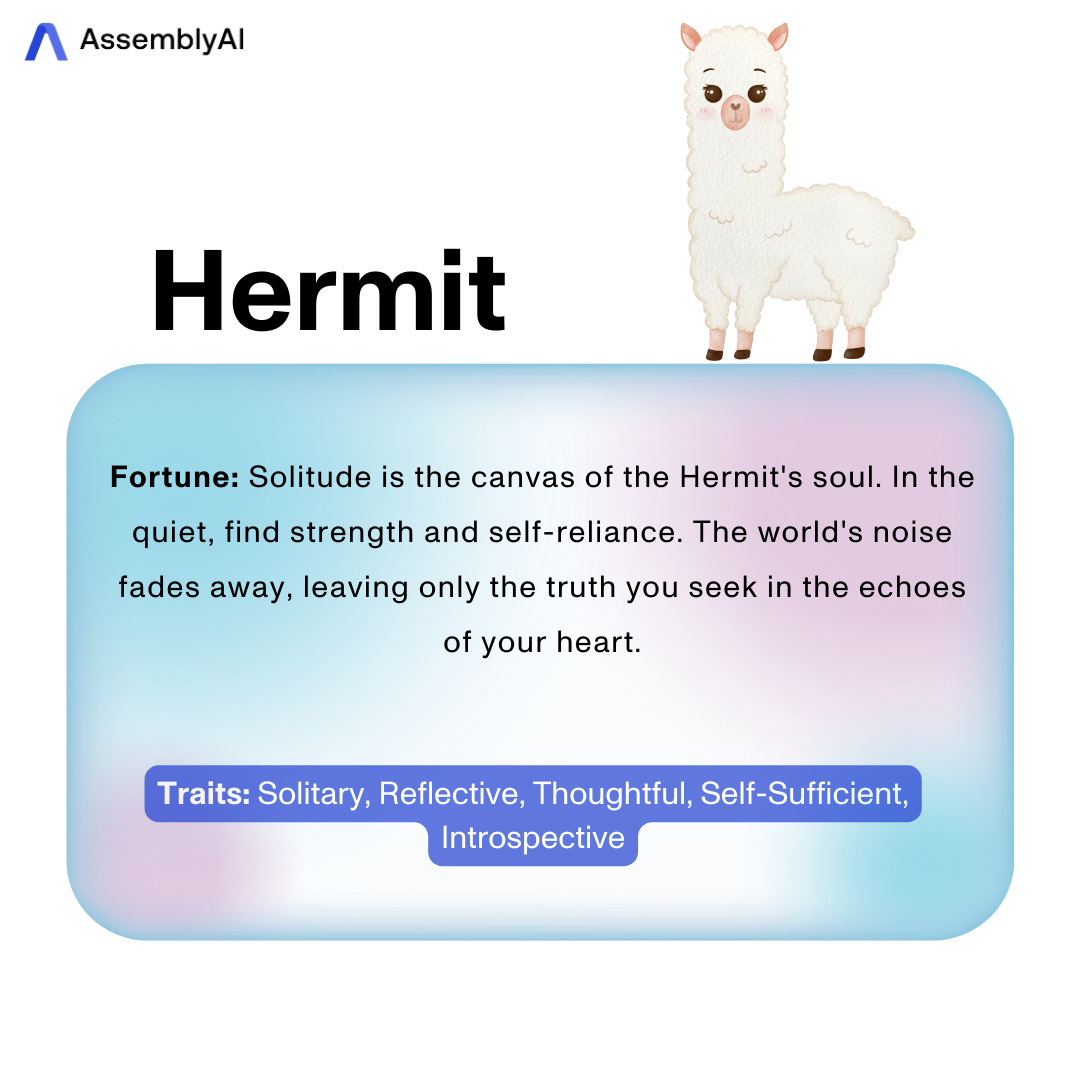 AssemblyAI
Hermit
Fortune: Solitude is the canvas of the Hermit's soul. In the
quiet, find strength and self-reliance. The world's noise
fades away, leaving only the truth you seek in the echoes
of your heart.
Traits: Solitary, Reflective, Thoughtful, Self-Sufficient,
Introspective